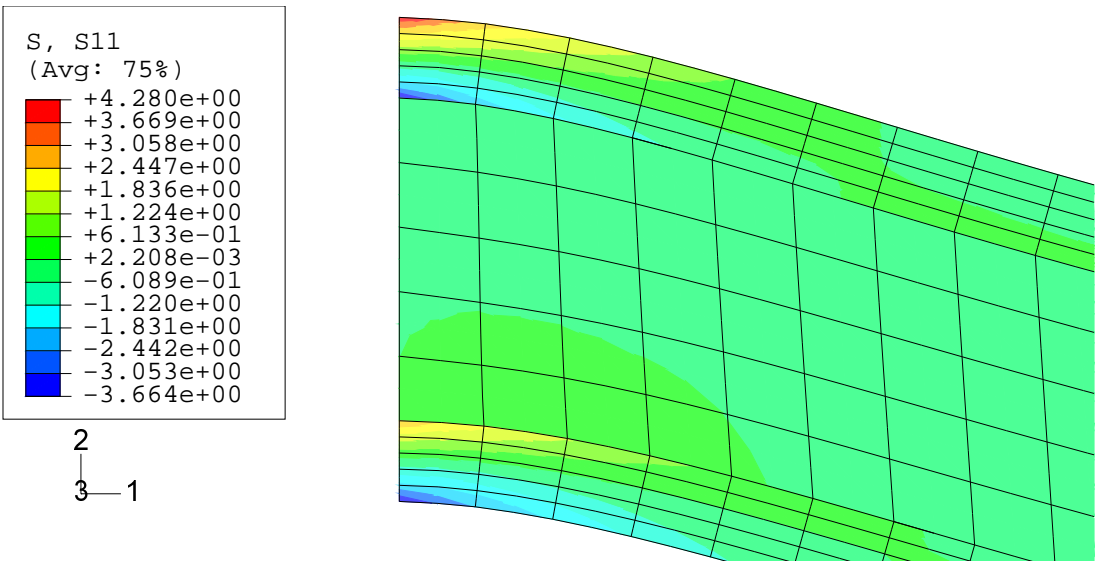 S, S11
(Avg: 75%)
+4.280e+00
+3.669e+00
+3.058e+00
+2.447e+00
+1.836e+00
+1.224e+00
+6.133e-01
+2.208e-03
-6.089e-01
-1.220e+00
-1.831e+00
-2.442e+00
-3.053e+00
-3.664e+00
2
3 1